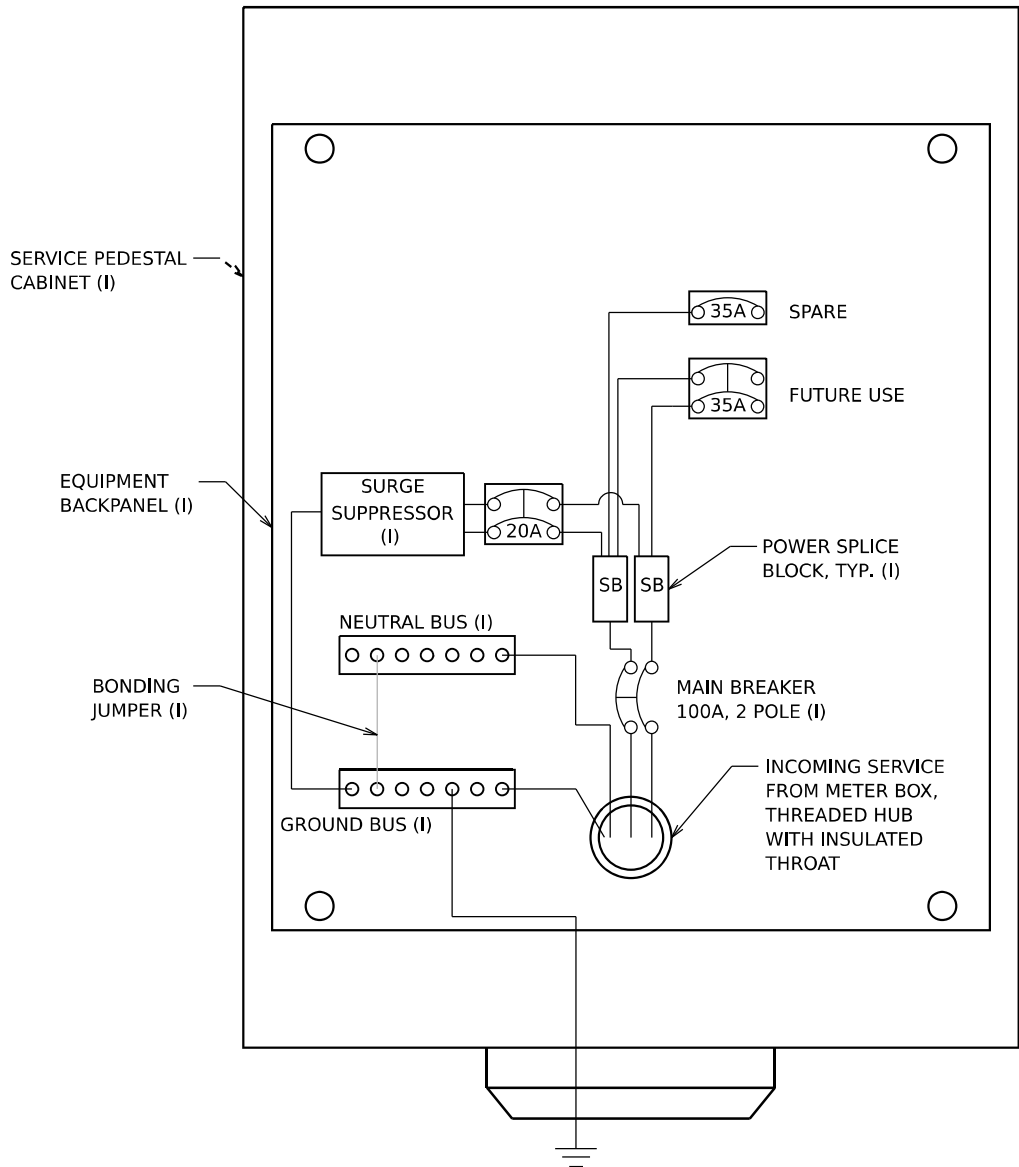 SERVICE PEDESTAL
CABINET (I)
35A
SPARE
35A
FUTURE USE
EQUIPMENT
BACKPANEL (I)
SURGE
SUPPRESSOR
(I)
20A
SB
SB
POWER SPLICE
BLOCK, TYP. (I)
NEUTRAL BUS (I)
BONDING
JUMPER (I)
MAIN BREAKER
100A, 2 POLE (I)
GROUND BUS (I)
INCOMING SERVICE
FROM METER BOX,
THREADED HUB
WITH INSULATED
THROAT